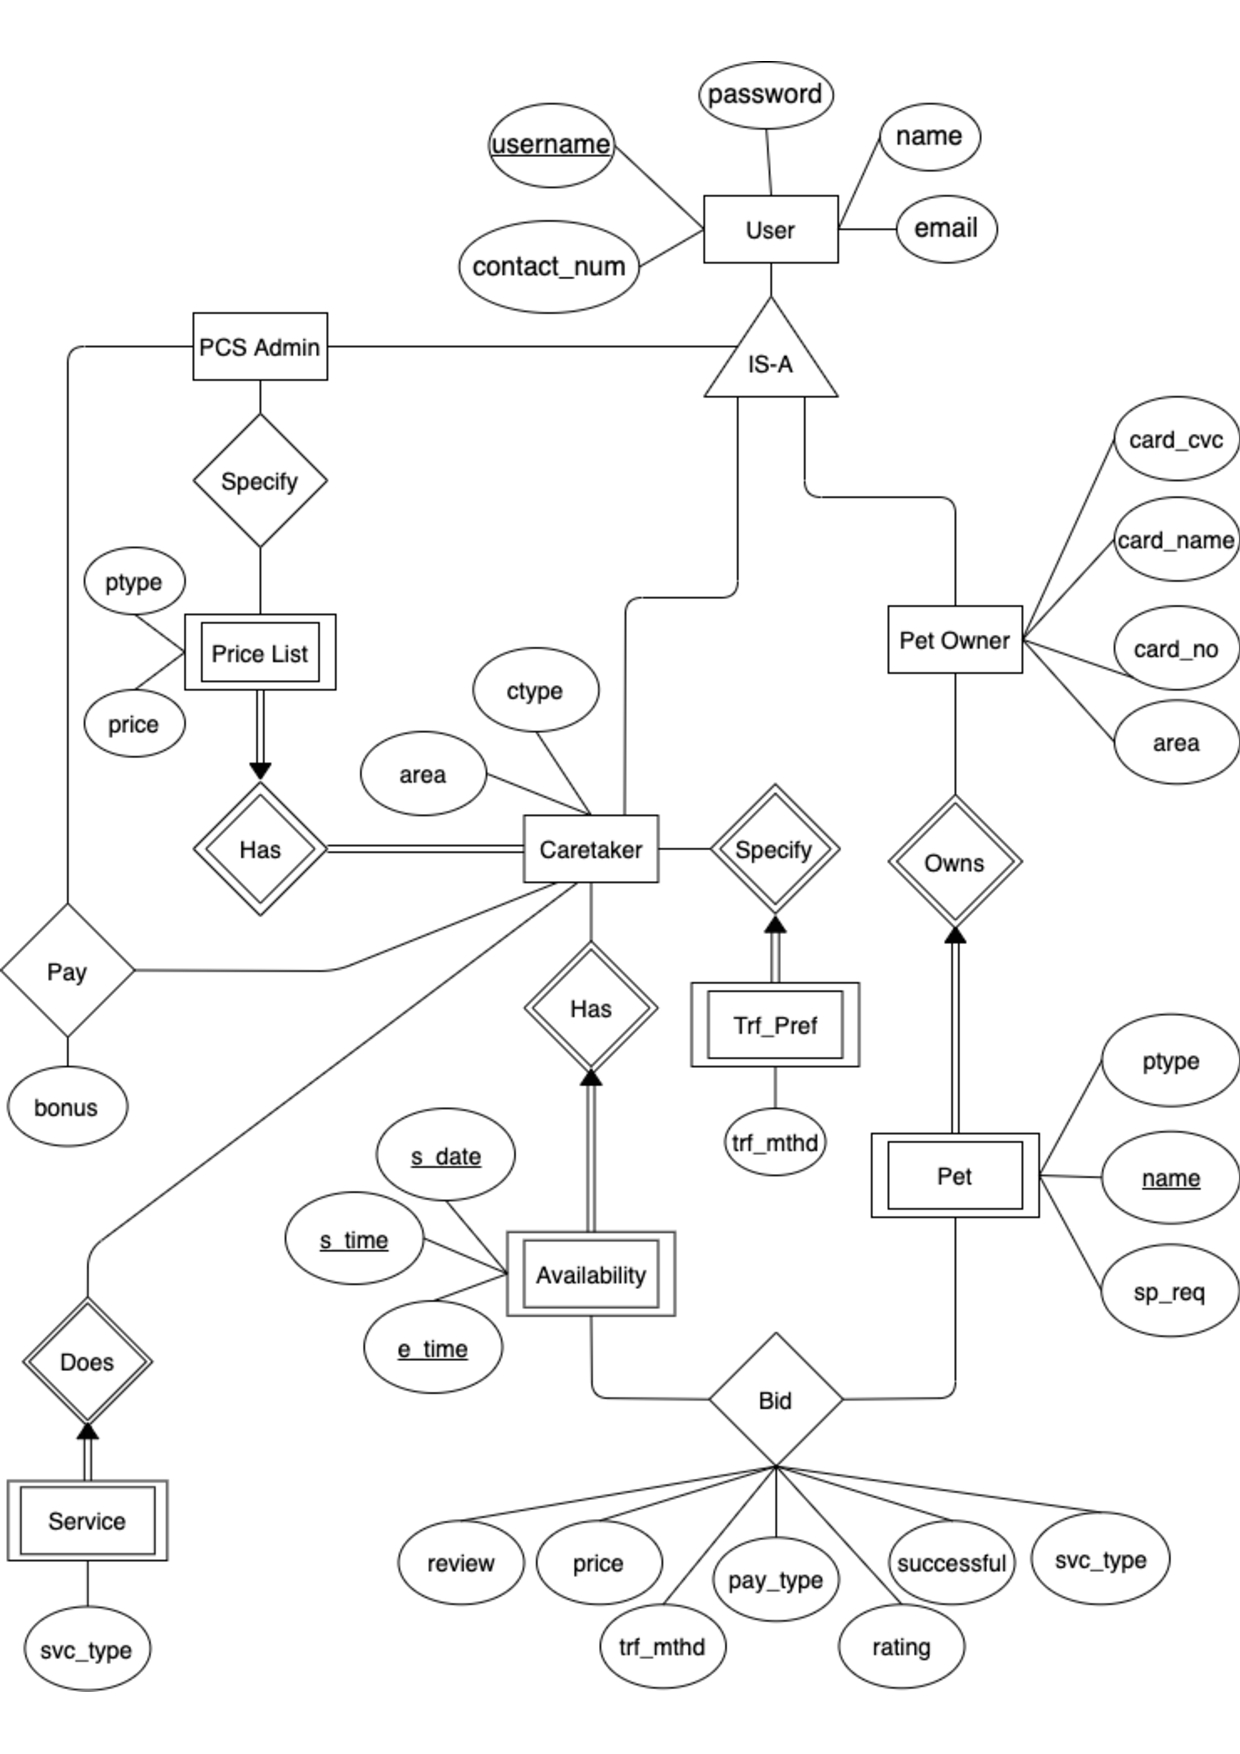 password
username
name
User
email
contact_num
PCS Admin
IS-A
card_cvc
Specify
card_name
ptype
Price List
Pet Owner
card_no
ctype
price
area
area
Has
Caretaker
Specify
Owns
Pay
Has
Trf_Pref
ptype
bonus
trf_mthd
s_date
Pet
name
s_time
Availability
sp_req
e_time
Does
Bid
Service
review
price
pay_type
successful
svc_type
svc_type
trf_mthd
rating